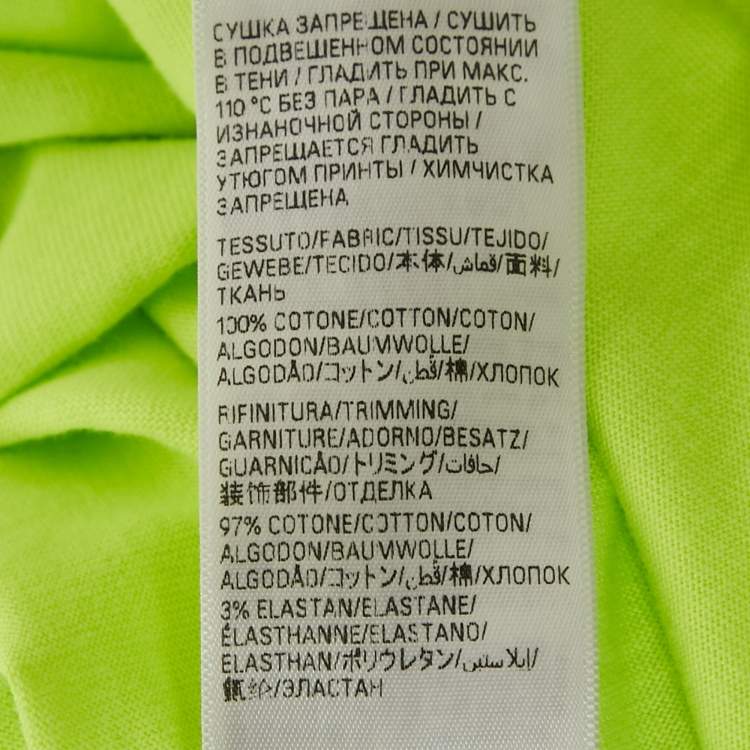 СУШКА ЗАПРЕЩЕНА / СУШИТЬ
В ПОДВЕШЕННОМ СОСТОЯНИИ
В ТЕНИ / ГЛАДИТЬ ПРИ МАКС.
110 °C БЕЗ ПАРА / ГЛАДИТЬ С
ИЗНАНОЧНОЙ СТОРОНЫ /
ЗАПРЕЩАЕТСЯ ГЛАДИТЬ
УТЮГОМ ПРИНТЫ / ХИМЧИСТКА
ЗАПРЕЩЕНА
TESSUTO/FABRIC/TISSU/TEJIDO/
GEWEBE/TECIDO/本体/قماش/面料/
ТКАНЬ
100% COTONE/COTTON/COTON/
ALGODON/BAUMWOLLE/
ALGODÃO/コットン/قطن/棉/ХЛОПОК
RIFINITURA/TRIMMING/
GARNITURE/ADORNO/BESATZ/
GUARNICÃO/トリミング/حافات/
装饰部件/ОТДЕЛКА
97% COTONE/COTTON/COTON/
ALGODON/BAUMWOLLE/
ALGODÃO/コットン/قطن/棉/ХЛОПОК
3% ELASTAN/ELASTANE/
ÉLASTHANNE/ELASTANO/
ELASTHAN/ポリウレタン/إيلاستين/
氨纶/ЭЛАСТАН